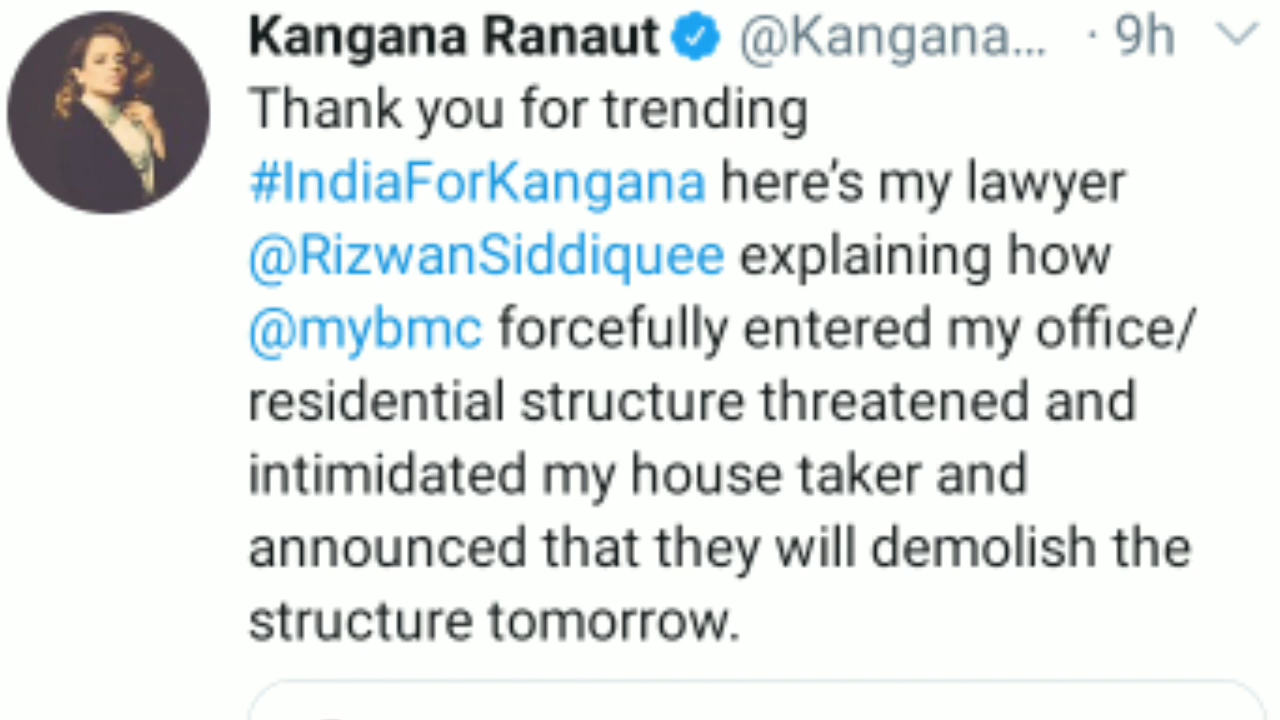 Kangana Ranaut @Kangana... · 9h
Thank you for trending
#IndiaForKangana here’s my lawyer
@RizwanSiddiquee explaining how
@mybmc forcefully entered my office/
residential structure threatened and
intimidated my house taker and
announced that they will demolish the
structure tomorrow.